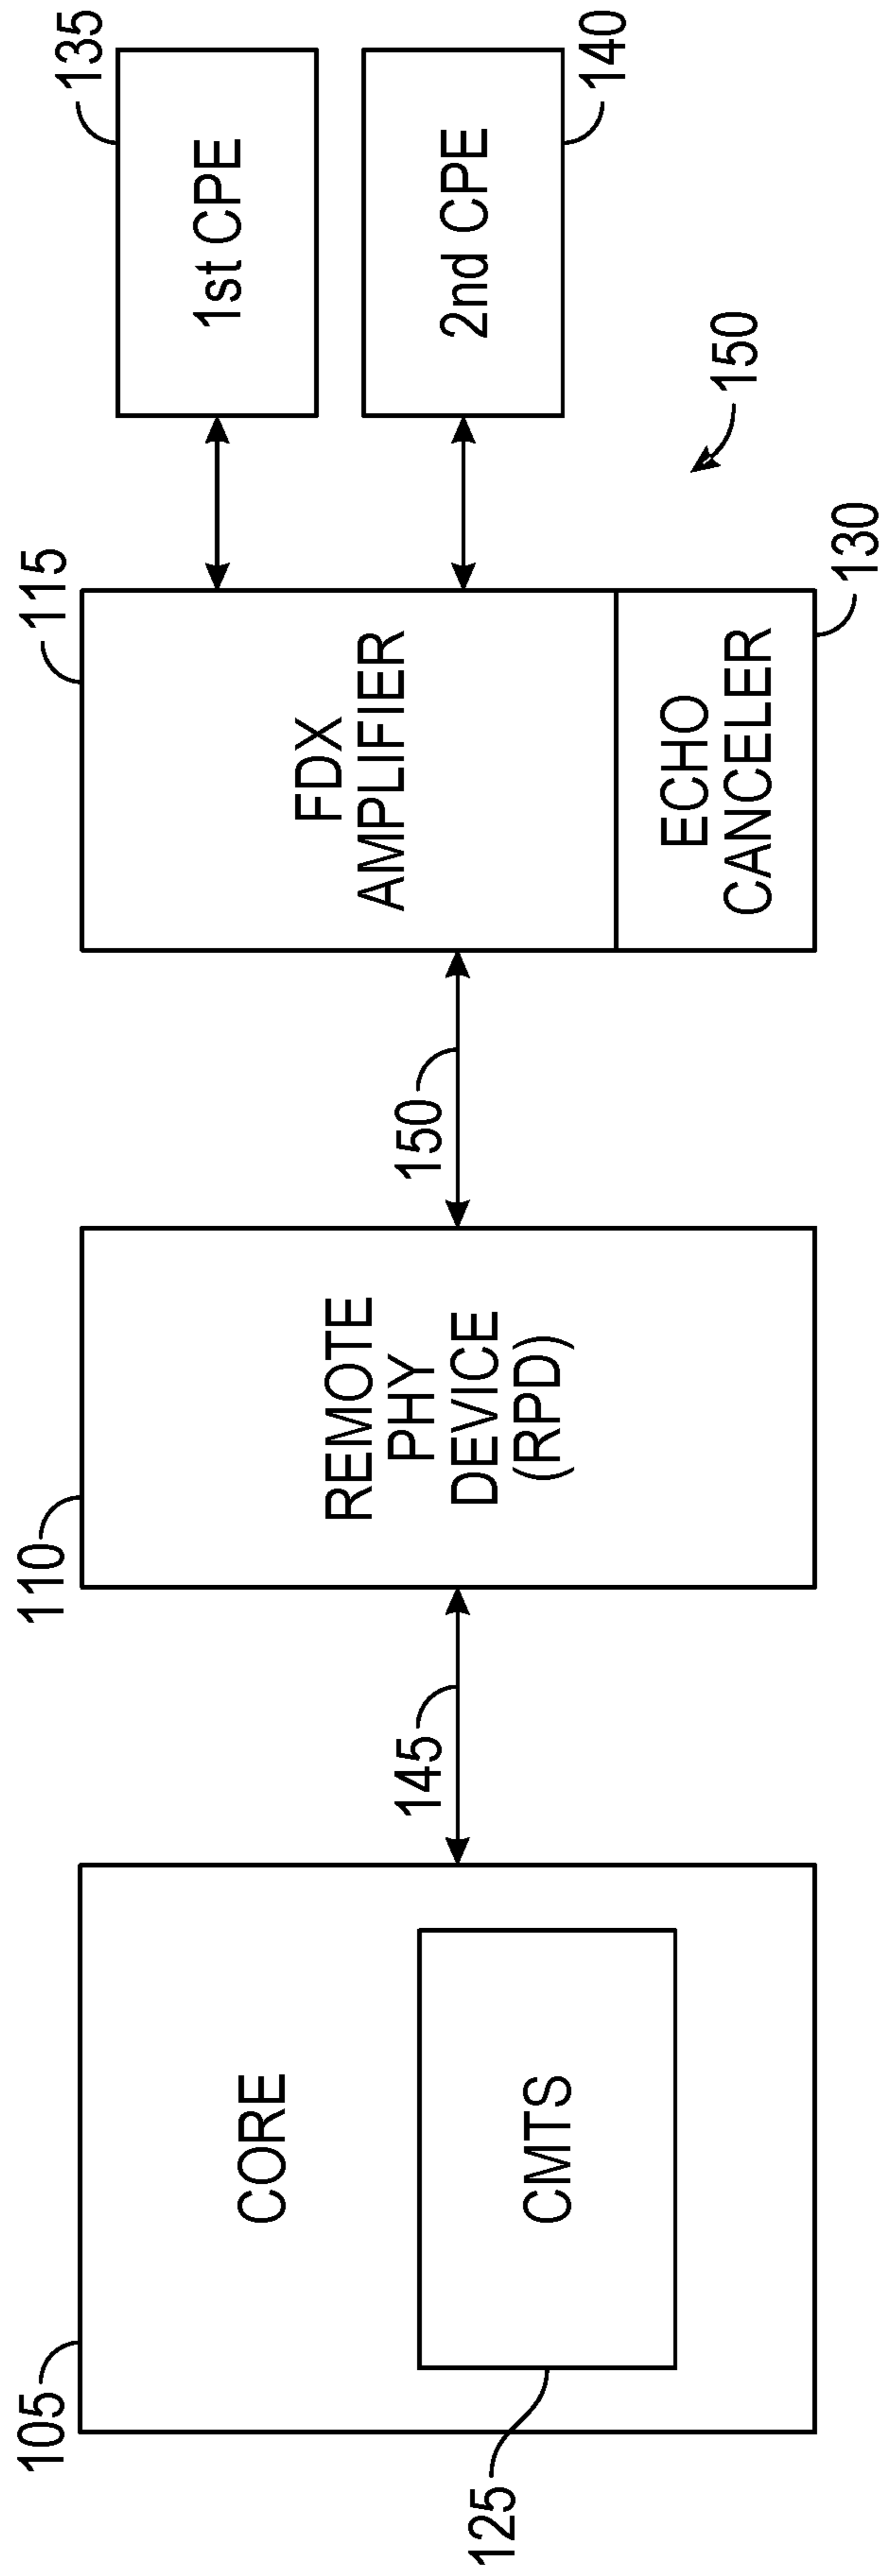 105
CORE
CMTS
125
145
110
REMOTE
PHY
DEVICE
(RPD)
150
115
FDX
AMPLIFIER
ECHO
CANCELER
130
150
135
1st CPE
2nd CPE
140